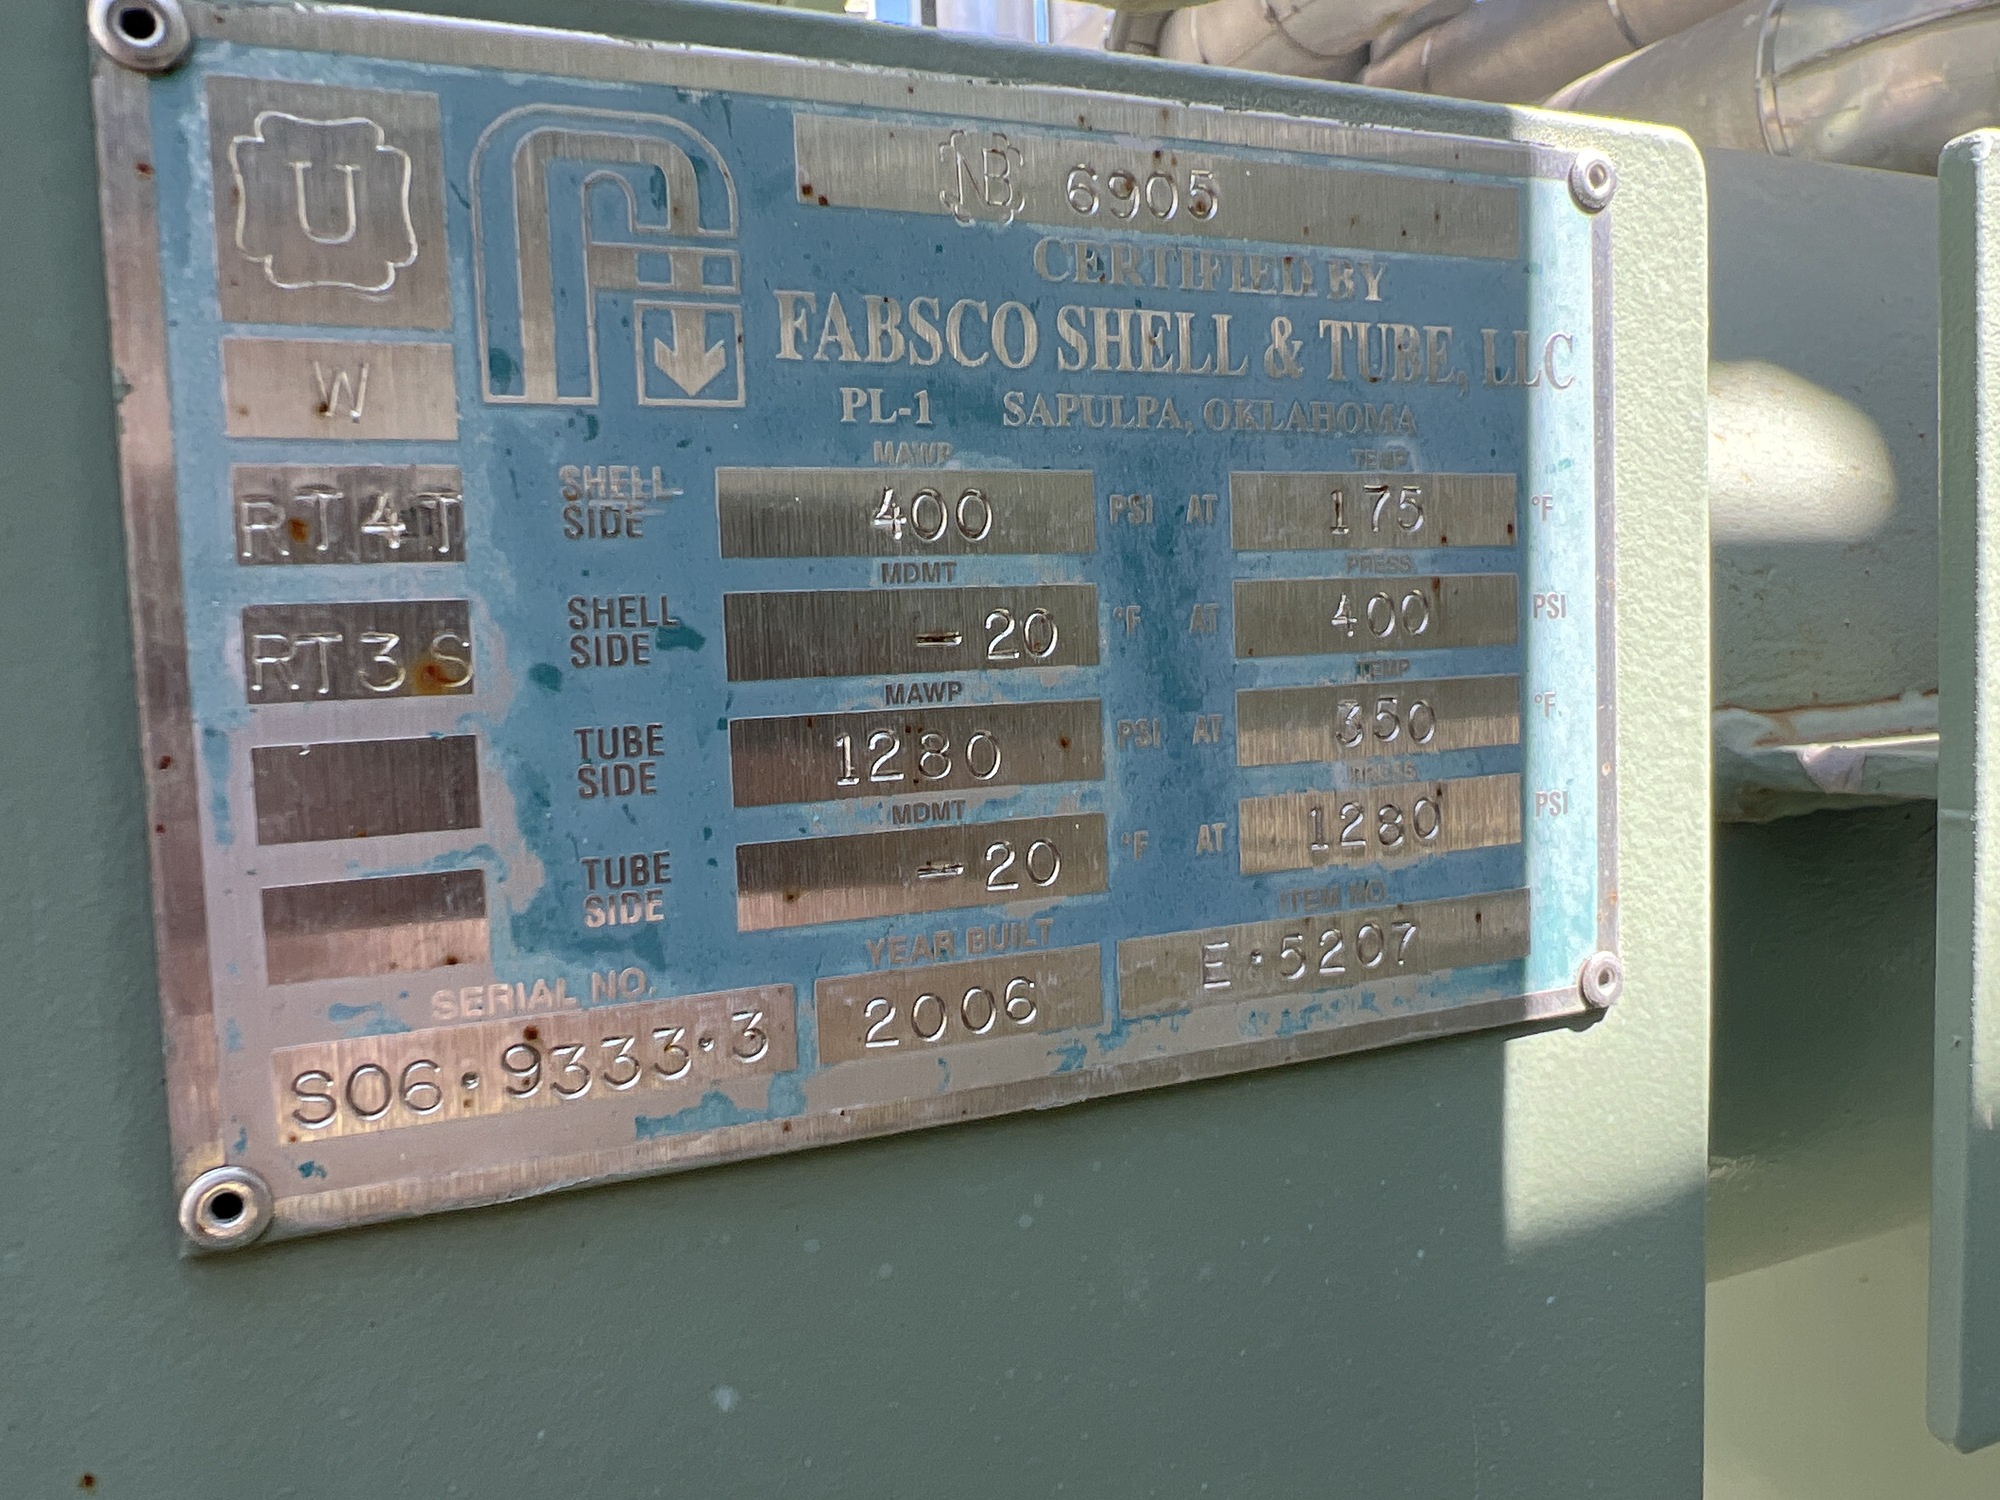 U
NB 6905
CERTIFIED BY
FABSCO SHELL & TUBE, LLC
PL-1 SAPULPA, OKLAHOMA
W
RT4T
RT3S
MAWP TEMP
SHELL SIDE 400 PSI AT 175 °F
MDMT PRESS
SHELL SIDE -20 °F AT 400 PSI
MAWP TEMP
TUBE SIDE 1280 PSI AT 350 °F.
MDMT PRESS
TUBE SIDE -20 °F AT 1280 PSI
SERIAL NO. YEAR BUILT ITEM NO.
S06·9333·3 2006 E·5207